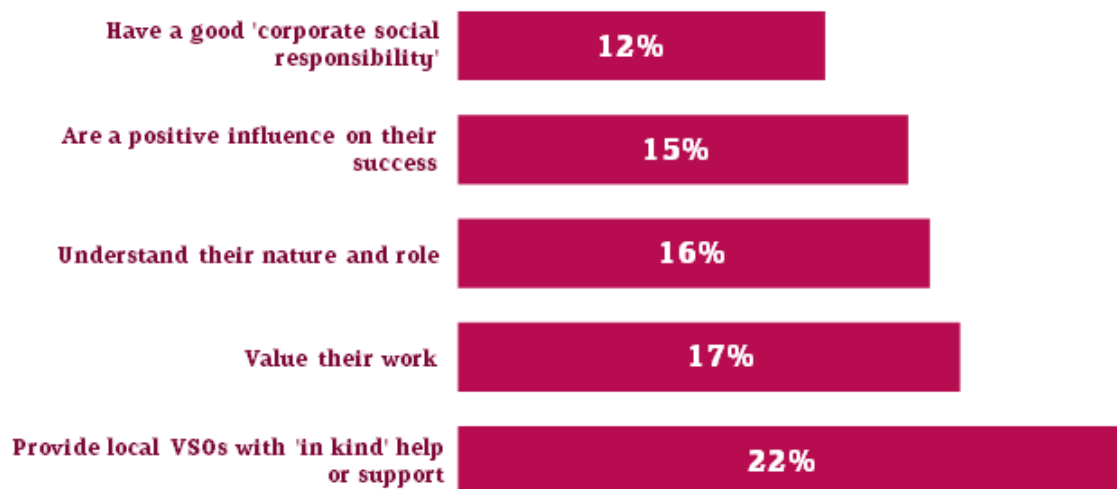 Have a good 'corporate social
responsibility'
12%
Are a positive influence on their
success
15%
Understand their nature and role
16%
Value their work
17%
Provide local VSOs with 'in kind' help
or support
22%